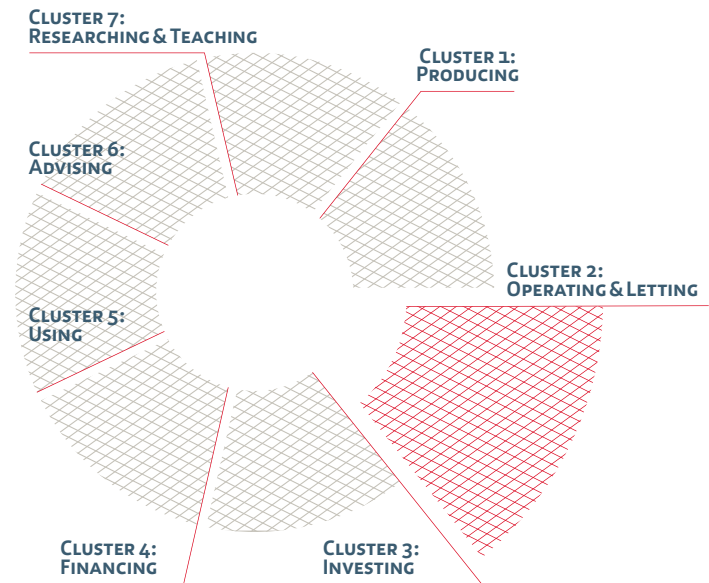 Cluster 7:
Researching & Teaching
Cluster 1:
Producing
Cluster 6:
Advising
Cluster 2:
Operating & Letting
Cluster 5:
Using
Cluster 4:
Financing
Cluster 3:
Investing